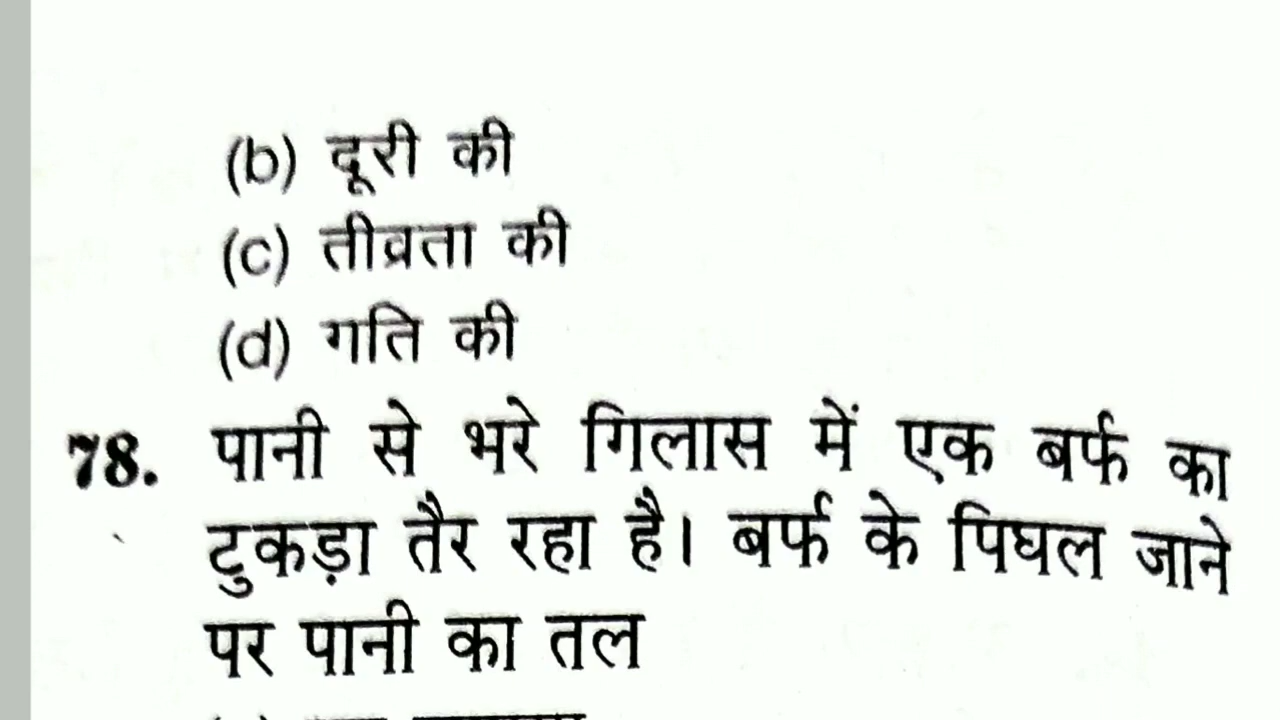 (b) दूरी की
(c) तीव्रता की
(d) गति की
78. पानी से भरे गिलास में एक बर्फ का
टुकड़ा तैर रहा है। बर्फ के पिघल जाने
पर पानी का तल